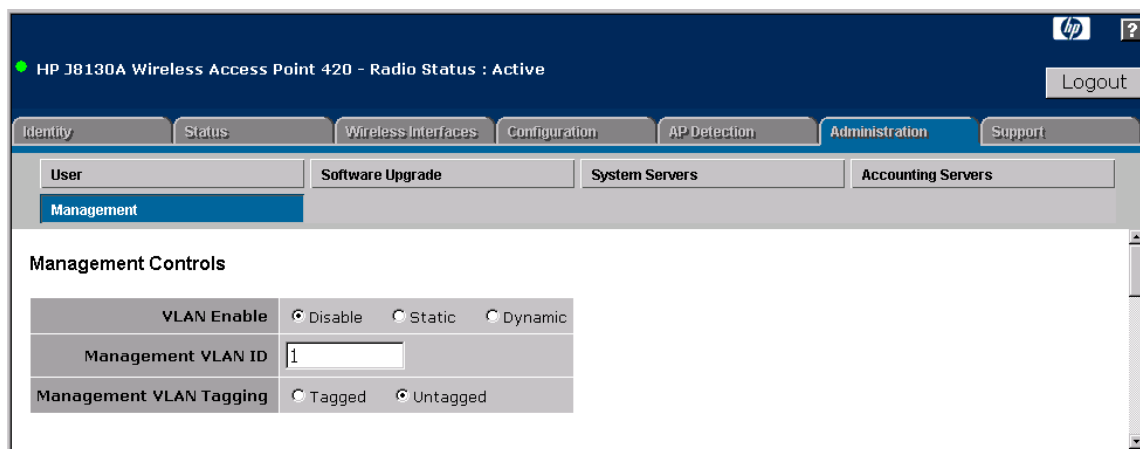 hp
?
HP J8130A Wireless Access Point 420 - Radio Status : Active
Logout
Identity Status Wireless Interfaces Configuration AP Detection Administration Support
User Software Upgrade System Servers Accounting Servers
Management
Management Controls
VLAN Enable Disable Static Dynamic
Management VLAN ID 1
Management VLAN Tagging Tagged Untagged